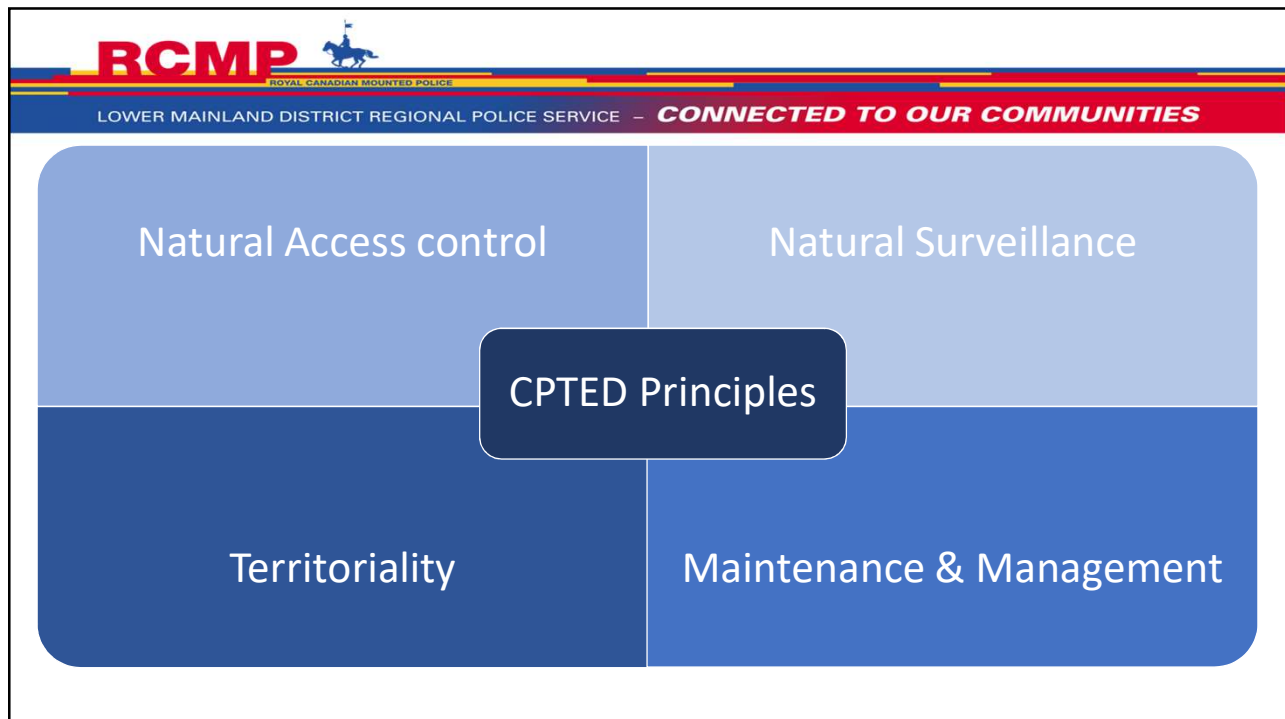 RCMP
ROYAL CANADIAN MOUNTED POLICE
LOWER MAINLAND DISTRICT REGIONAL POLICE SERVICE – CONNECTED TO OUR COMMUNITIES
Natural Access control
Natural Surveillance
CPTED Principles
Territoriality
Maintenance & Management